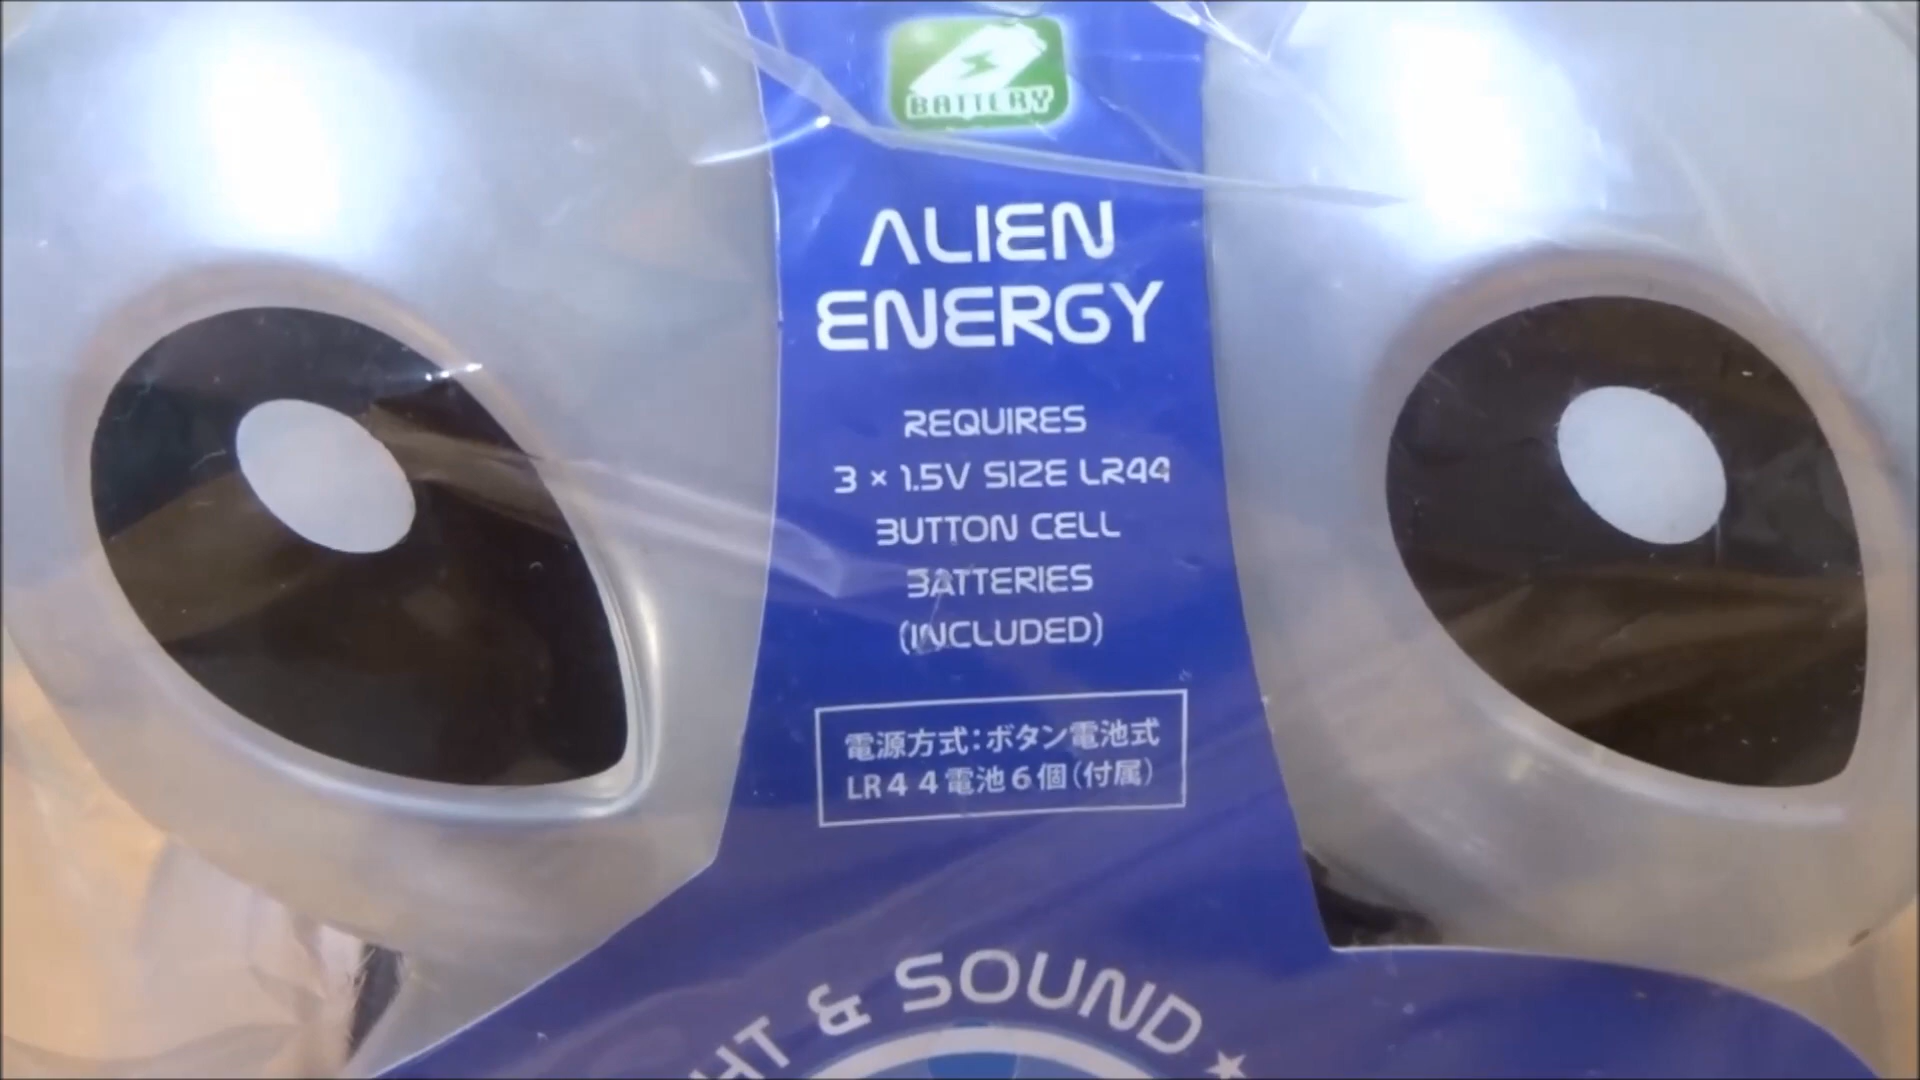 BATTERY
ALIEN
ENERGY
REQUIRES
3 × 1.5V SIZE LR44
BUTTON CELL
BATTERIES
(INCLUDED)
電源方式:ボタン電池式
LR44電池6個(付属)
HT & SOUND ★